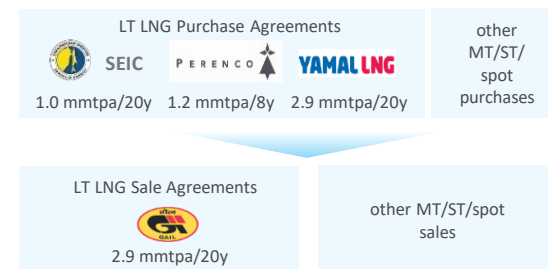 LT LNG Purchase Agreements
SEIC
PERENCO
YAMAL LNG
1.0 mmtpa/20y 1.2 mmtpa/8y 2.9 mmtpa/20y
other
MT/ST/
spot
purchases
LT LNG Sale Agreements
गेल
GAIL
2.9 mmtpa/20y
other MT/ST/spot
sales